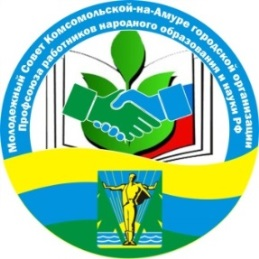 Молодежный Совет Комсомольской-на-Амуре городской организации
Профсоюза работников народного образования и науки РФ